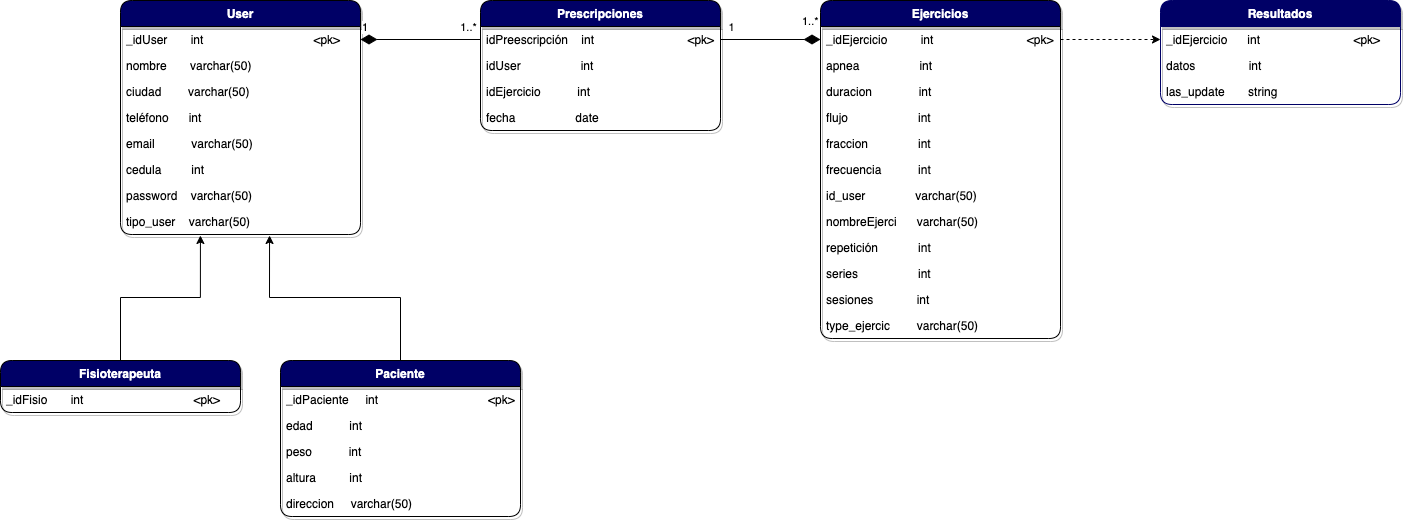 User
_idUser int <pk>
nombre varchar(50)
ciudad varchar(50)
teléfono int
email varchar(50)
cedula int
password varchar(50)
tipo_user varchar(50)
1
1..*
Prescripciones
idPreescripción int <pk>
idUser int
idEjercicio int
fecha date
1
1..*
Ejercicios
_idEjercicio int <pk>
apnea int
duracion int
flujo int
fraccion int
frecuencia int
id_user varchar(50)
nombreEjerci varchar(50)
repetición int
series int
sesiones int
type_ejercic varchar(50)
Resultados
_idEjercicio int <pk>
datos int
las_update string
Fisioterapeuta
_idFisio int <pk>
Paciente
_idPaciente int <pk>
edad int
peso int
altura int
direccion varchar(50)